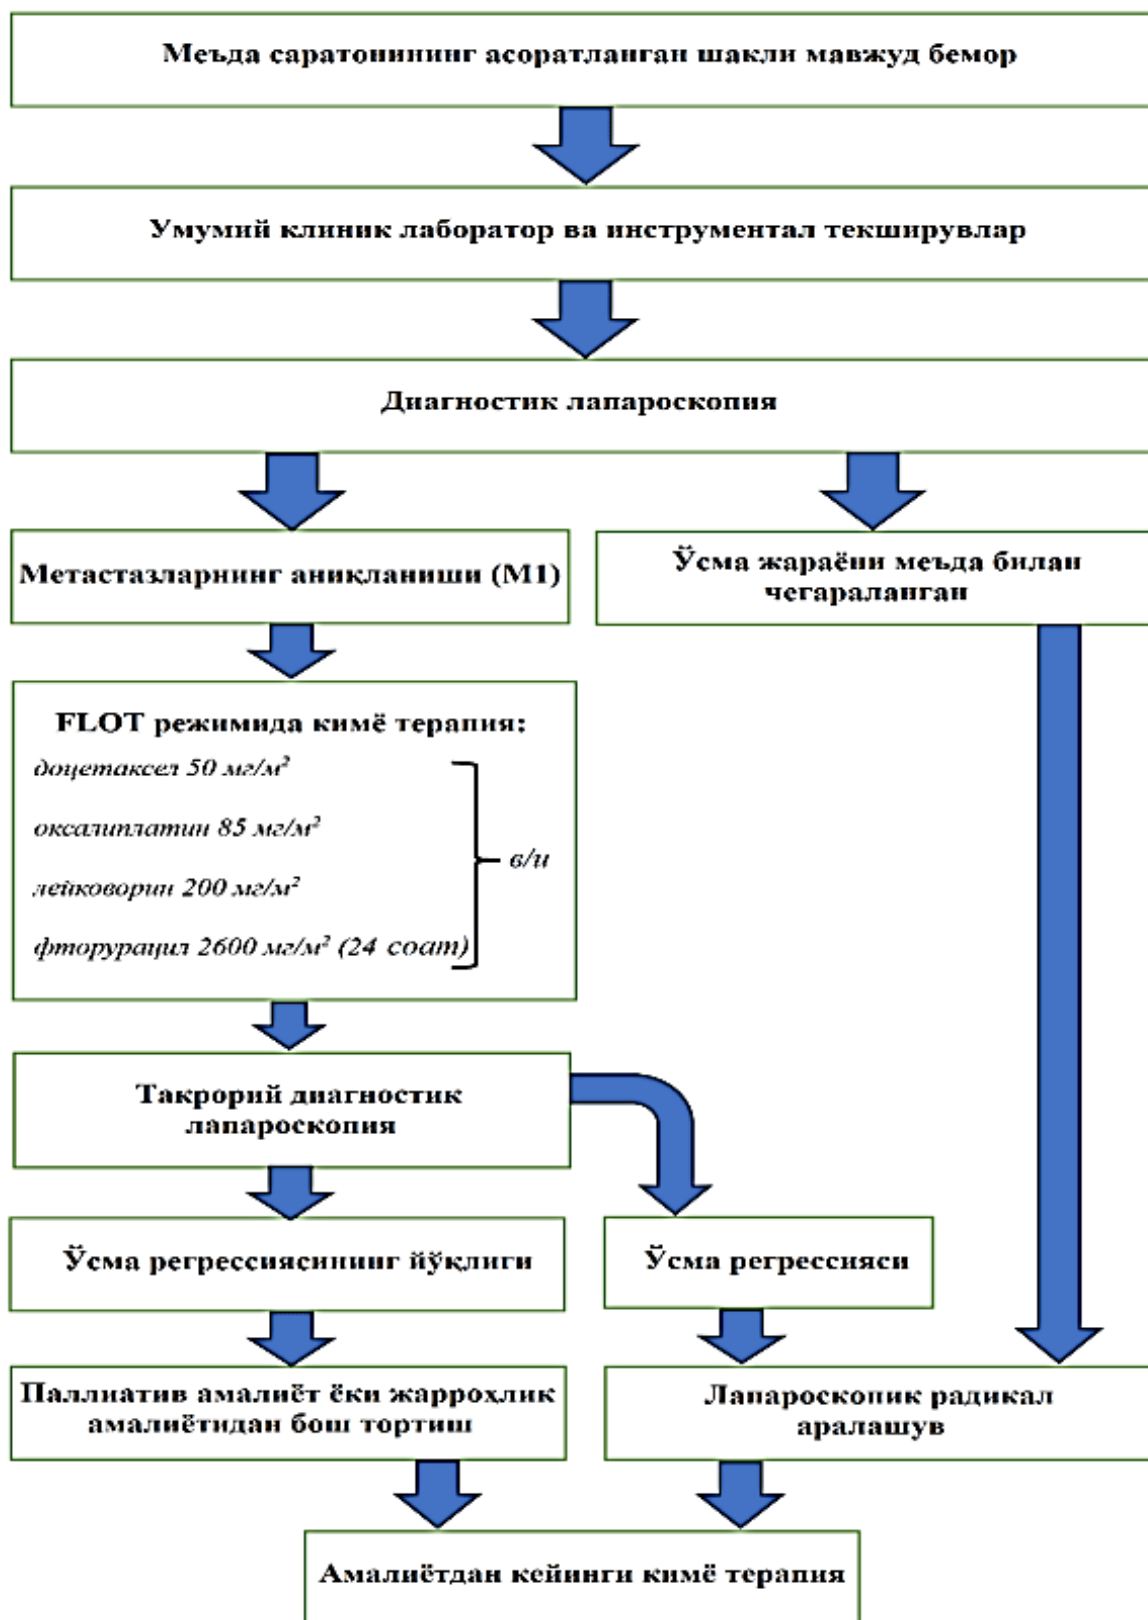 Меъда саратонининг асоратланган шакли мавжуд бемор
Умумий клиник лаборатор ва инструментал текширувлар
Диагностик лапароскопия
Метастазларнинг аниқланиши (М1)
Ўсма жараёни меъда билан
чегараланган
FLOT режимида кимё терапия:
доцетаксел 50 мг/м²
оксалиплатин 85 мг/м²
лейковорин 200 мг/м²
фторурацил 2600 мг/м² (24 соат)
в/и
Такрорий диагностик
лапароскопия
Ўсма регрессиясининг йўқлиги
Ўсма регрессияси
Паллиатив амалиёт ёки жарроҳлик
амалиётидан бош тортиш
Лапароскопик радикал
аралашув
Амалиётдан кейинги кимё терапия